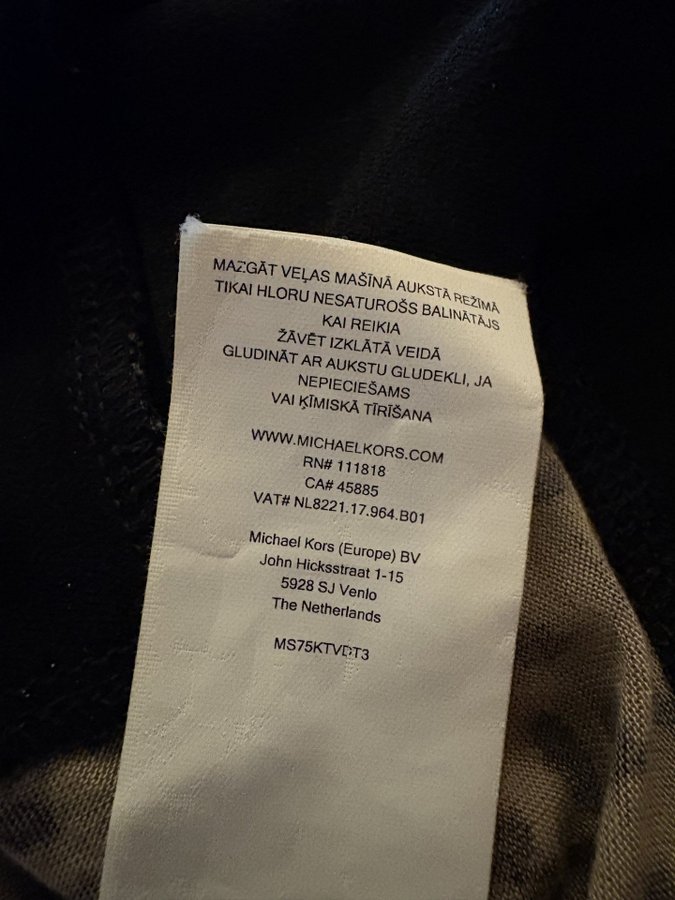 MAZGĀT VEĻAS MAŠĪNĀ AUKSTĀ REŽĪMĀ
TIKAI HLORU NESATUROŠS BALINĀTĀJS
KAI REIKIA
ŽĀVĒT IZKLĀTĀ VEIDĀ
GLUDINĀT AR AUKSTU GLUDEKLI, JA
NEPIECIEŠAMS
VAI ĶĪMISKĀ TĪRĪŠANA
WWW.MICHAELKORS.COM
RN# 111818
CA# 45885
VAT# NL8221.17.964.B01
Michael Kors (Europe) BV
John Hicksstraat 1-15
5928 SJ Venlo
The Netherlands
MS75KTVDT3